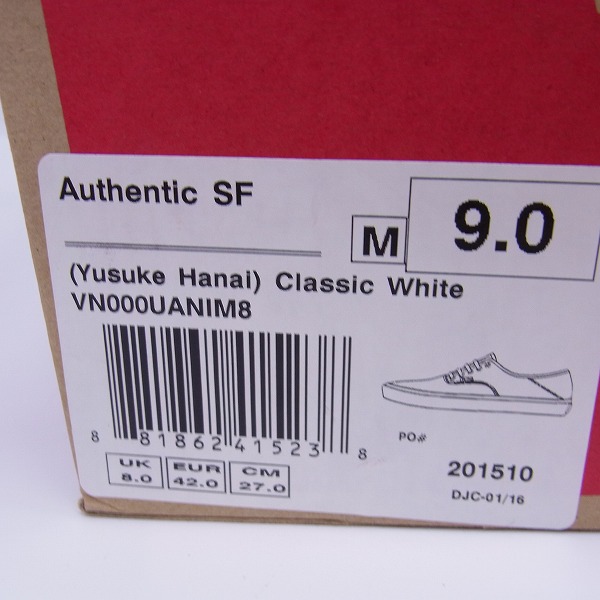 Authentic SF
M 9.0
(Yusuke Hanai) Classic White
VN000UANIM8
8 81862 41523 8
PO#
UK EUR CM
8.0 42.0 27.0
201510
DJC-01/16